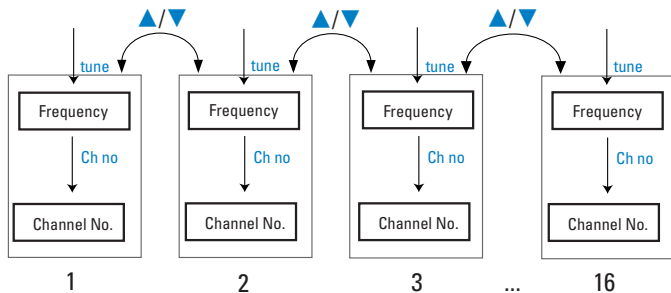 ▲/▼ ▲/▼ ▲/▼
tune tune tune tune
Frequency Frequency Frequency Frequency
Ch no Ch no Ch no Ch no
Channel No. Channel No. Channel No. Channel No.
1 2 3 ... 16